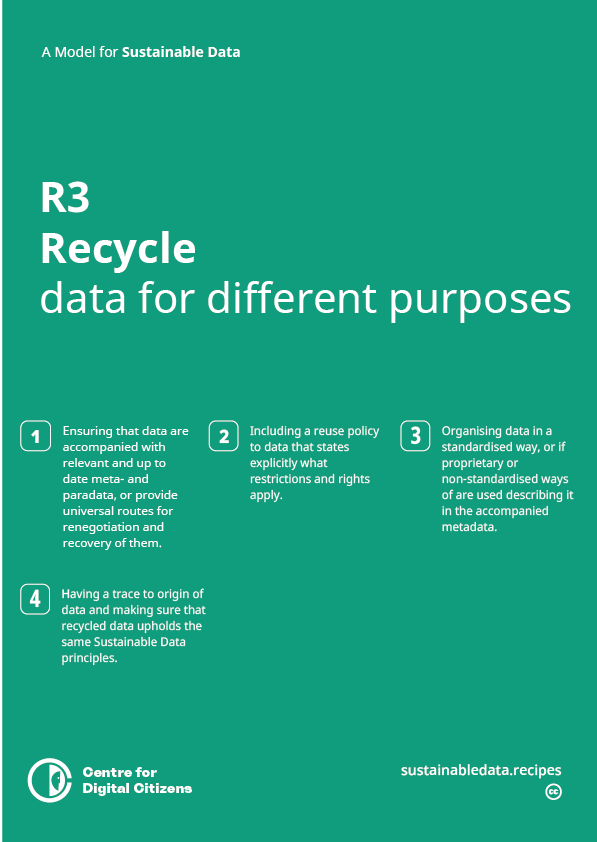 A Model for Sustainable Data
R3
Recycle
data for different purposes
1
Ensuring that data are
accompanied with
relevant and up to
date meta- and
paradata, or provide
universal routes for
renegotiation and
recovery of them.
2
Including a reuse policy
to data that states
explicitly what
restrictions and rights
apply.
3
Organising data in a
standardised way, or if
proprietary or
non-standardised ways
of are used describing it
in the accompanied
metadata.
4
Having a trace to origin of
data and making sure that
recycled data upholds the
same Sustainable Data
principles.
Centre for
Digital Citizens
sustainabledata.recipes
cc